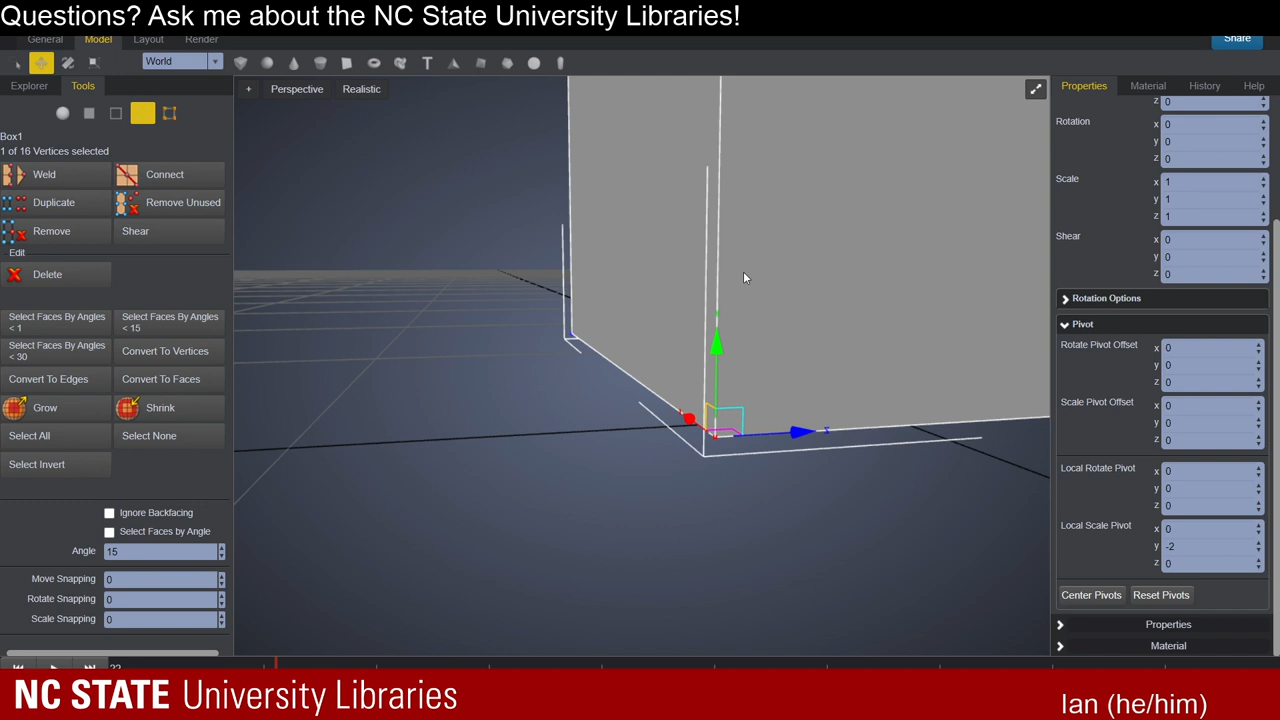 Questions? Ask me about the NC State University Libraries!
General Model Layout Render
Share
World
T
Explorer Tools
+ Perspective Realistic
Properties Material History Help
Box1
1 of 16 Vertices selected
Weld Connect
Duplicate Remove Unused
Remove Shear
Edit
Delete
Select Faces By Angles < 1
Select Faces By Angles < 15
Select Faces By Angles < 30
Convert To Vertices
Convert To Edges Convert To Faces
Grow Shrink
Select All Select None
Select Invert
Ignore Backfacing
Select Faces by Angle
Angle 15
Move Snapping 0
Rotate Snapping 0
Scale Snapping 0
22
z 0
Rotation x 0
y 0
z 0
Scale x 1
y 1
z 1
Shear x 0
y 0
z 0
Rotation Options
Pivot
Rotate Pivot Offset x 0
y 0
z 0
Scale Pivot Offset x 0
y 0
z 0
Local Rotate Pivot x 0
y 0
z 0
Local Scale Pivot x 0
y -2
z 0
Center Pivots Reset Pivots
Properties
Material
NC STATE University Libraries
Ian (he/him)